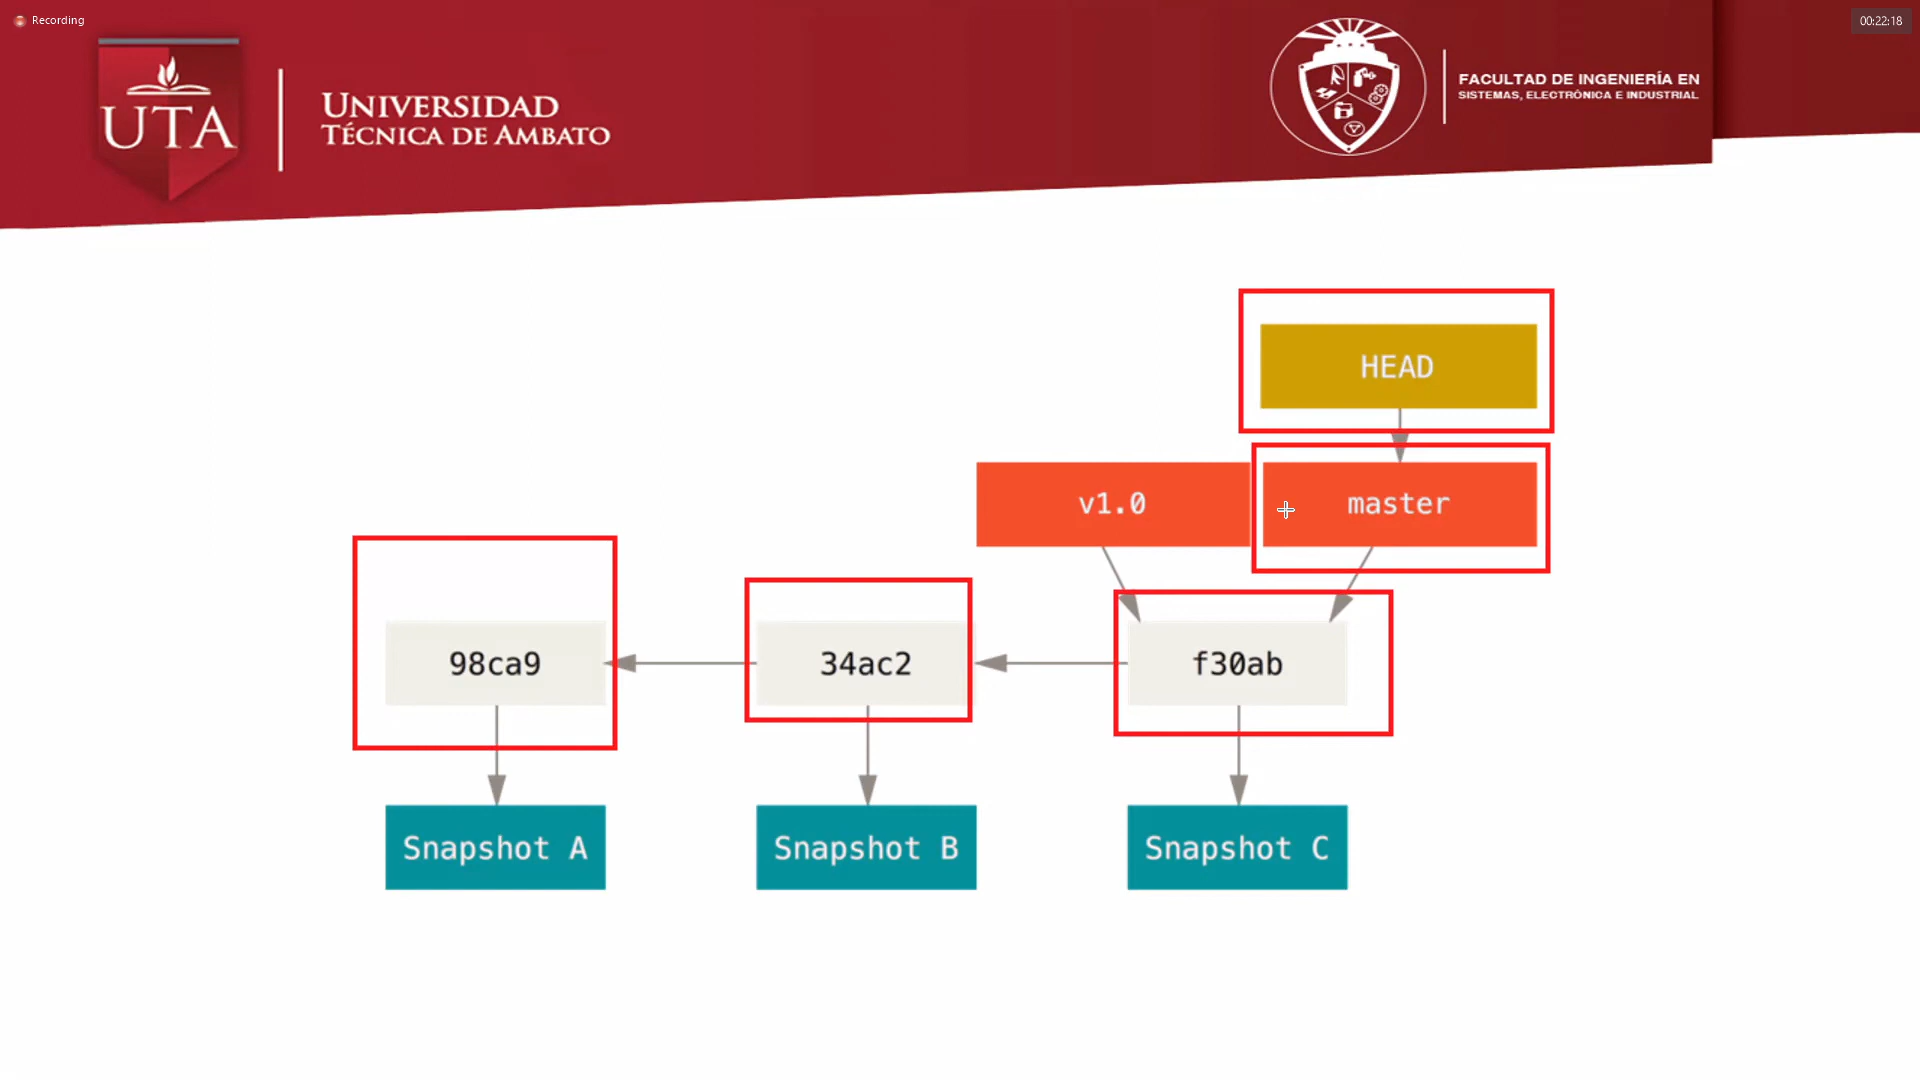 Recording
00:22:18
UTA
UNIVERSIDAD
TÉCNICA DE AMBATO
FACULTAD DE INGENIERÍA EN
SISTEMAS, ELECTRÓNICA E INDUSTRIAL
HEAD
v1.0
master
98ca9
34ac2
f30ab
Snapshot A
Snapshot B
Snapshot C